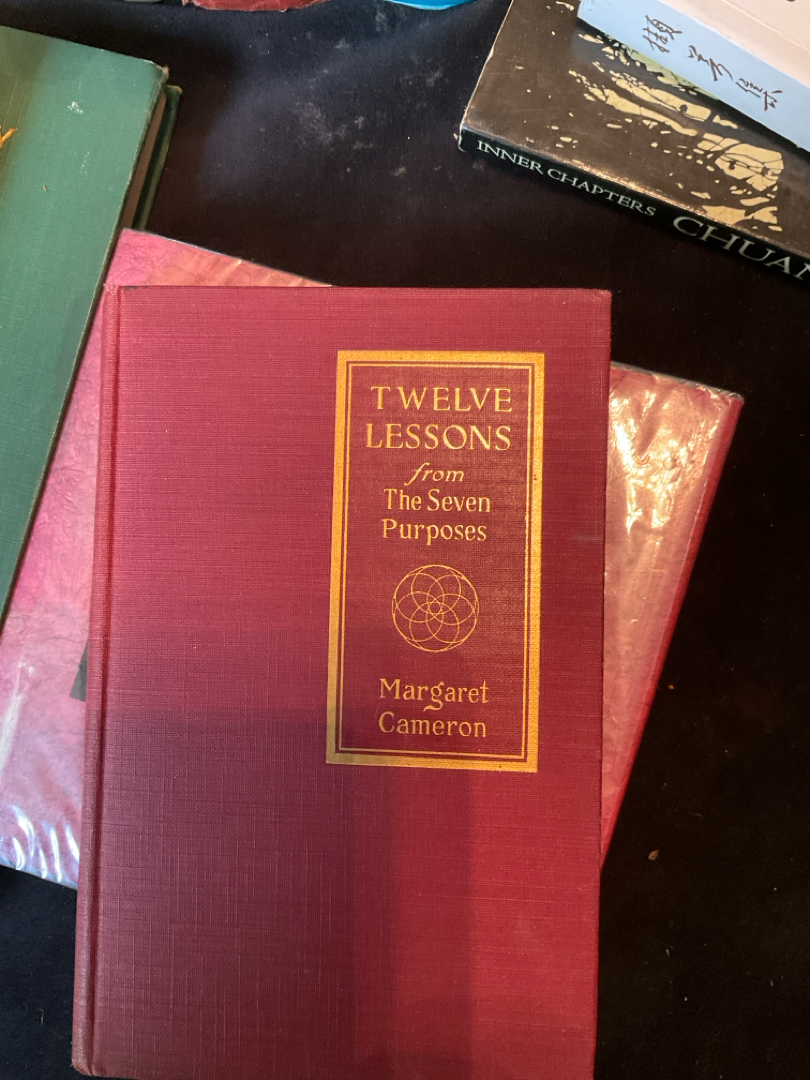 INNER CHAPTERS CHUAN
TWELVE
LESSONS
from
The Seven
Purposes
Margaret
Cameron